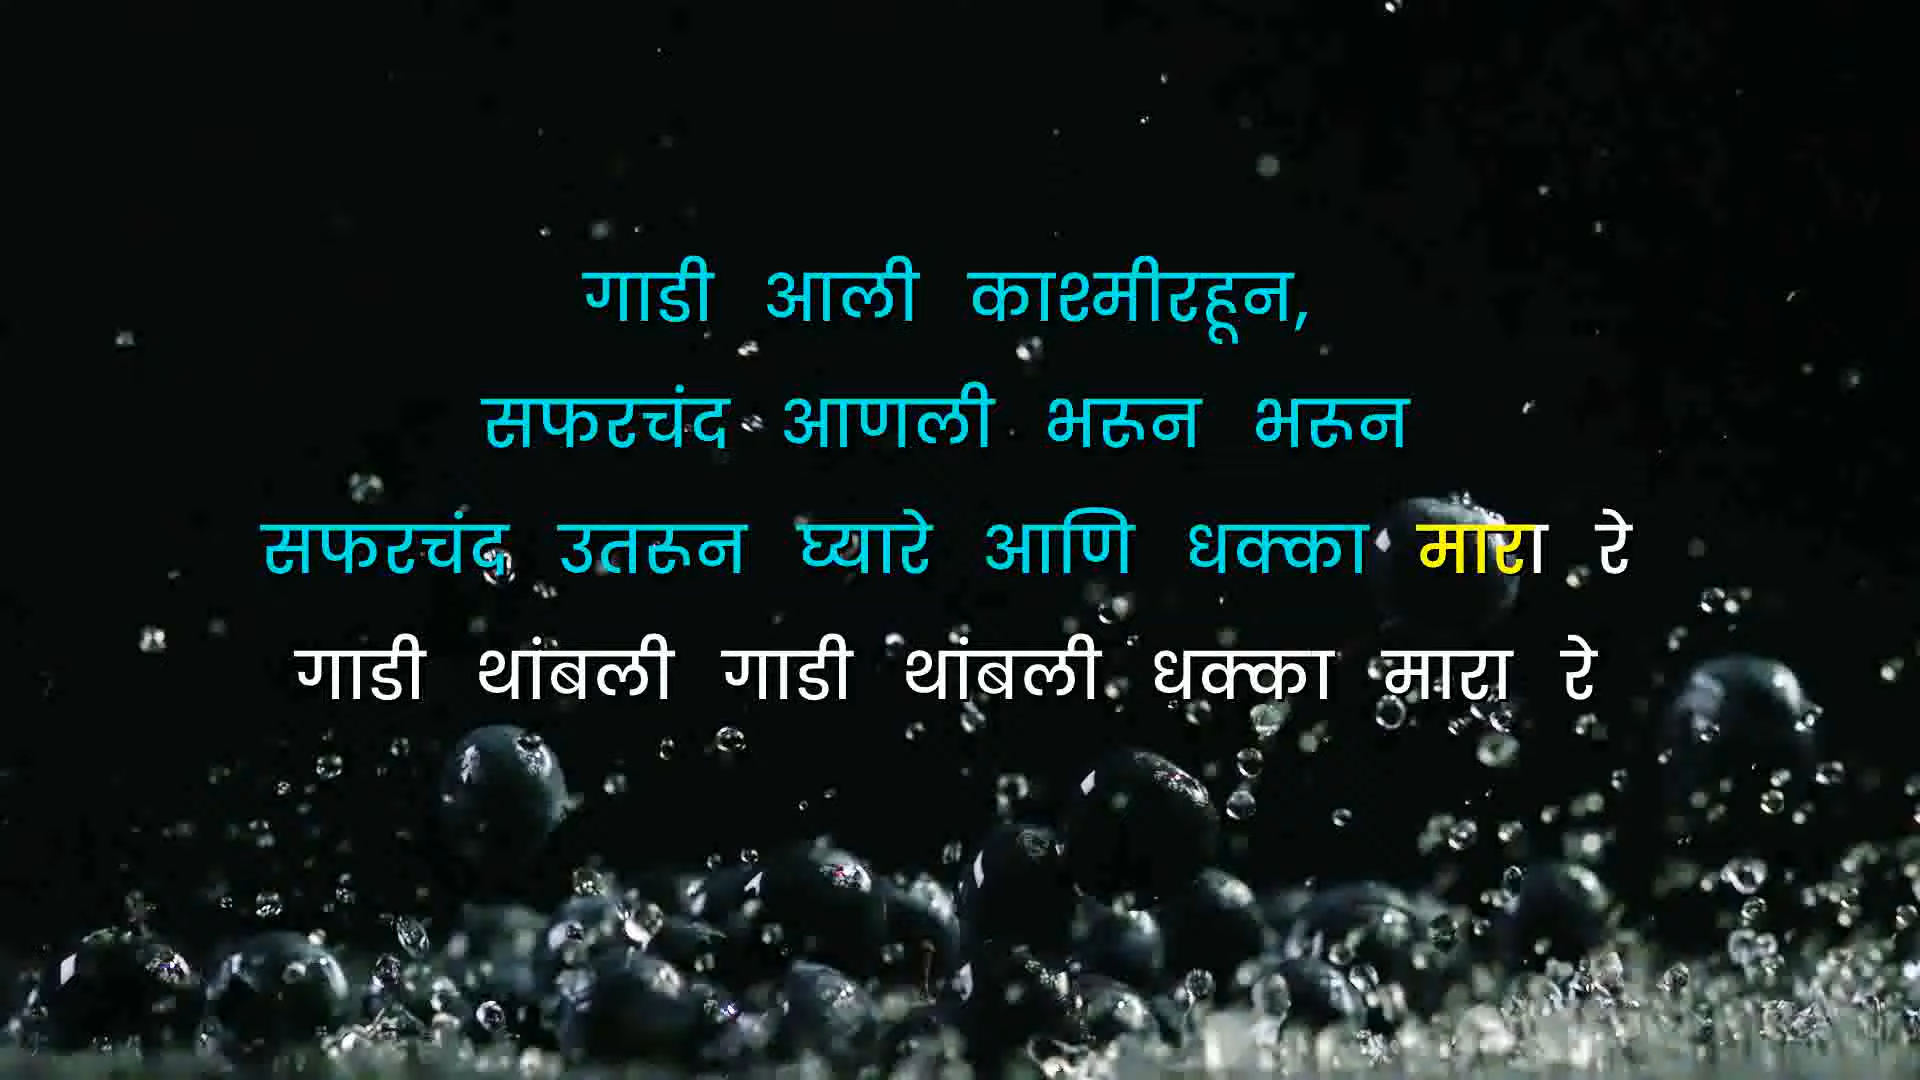 गाडी आली काश्मीरहून,
सफरचंद आणली भरून भरून
सफरचंद उतरून घ्यारे आणि धक्का मारा रे
गाडी थांबली गाडी थांबली धक्का मारा रे